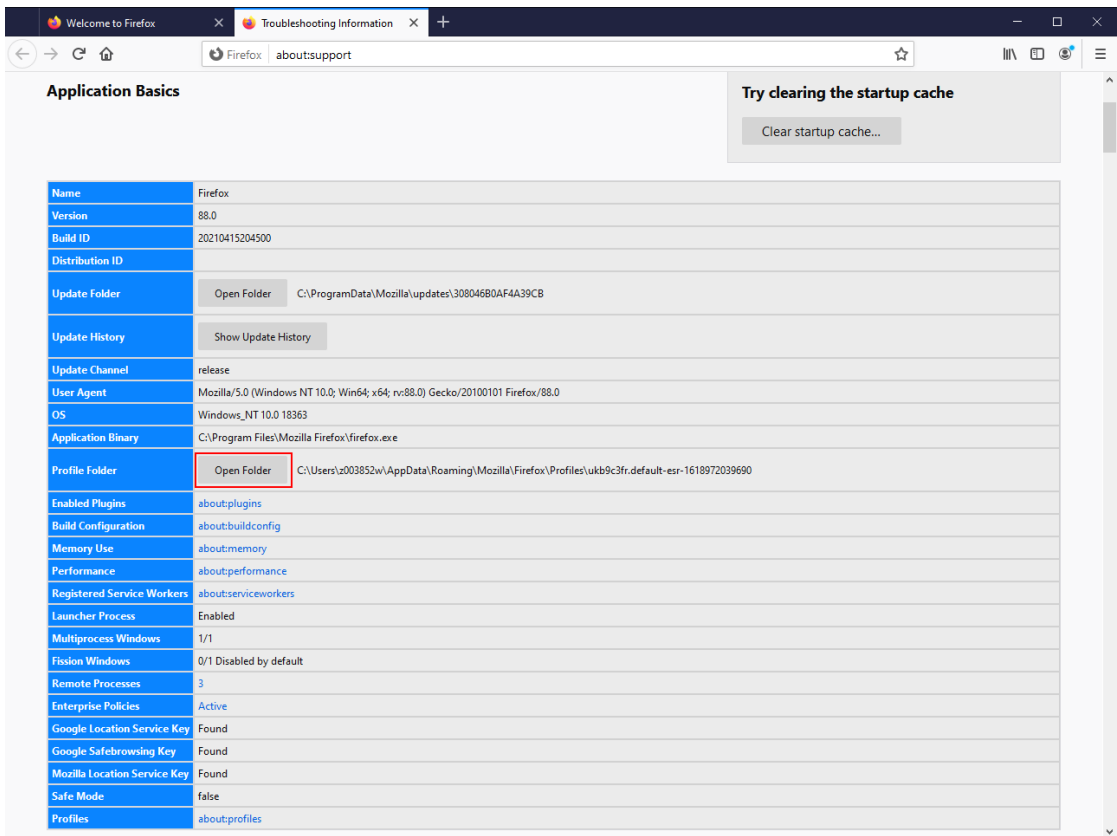 Welcome to Firefox
Troubleshooting Information
Firefox about:support
Application Basics
Try clearing the startup cache
Clear startup cache...
Name Firefox
Version 88.0
Build ID 20210415204500
Distribution ID
Update Folder Open Folder C:\ProgramData\Mozilla\updates\308046B0AF4A39CB
Update History Show Update History
Update Channel release
User Agent Mozilla/5.0 (Windows NT 10.0; Win64; x64; rv:88.0) Gecko/20100101 Firefox/88.0
OS Windows_NT 10.0 18363
Application Binary C:\Program Files\Mozilla Firefox\firefox.exe
Profile Folder Open Folder C:\Users\z003852w\AppData\Roaming\Mozilla\Firefox\Profiles\ukb9c3fr.default-esr-1618972039690
Enabled Plugins about:plugins
Build Configuration about:buildconfig
Memory Use about:memory
Performance about:performance
Registered Service Workers about:serviceworkers
Launcher Process Enabled
Multiprocess Windows 1/1
Fission Windows 0/1 Disabled by default
Remote Processes 3
Enterprise Policies Active
Google Location Service Key Found
Google Safebrowsing Key Found
Mozilla Location Service Key Found
Safe Mode false
Profiles about:profiles